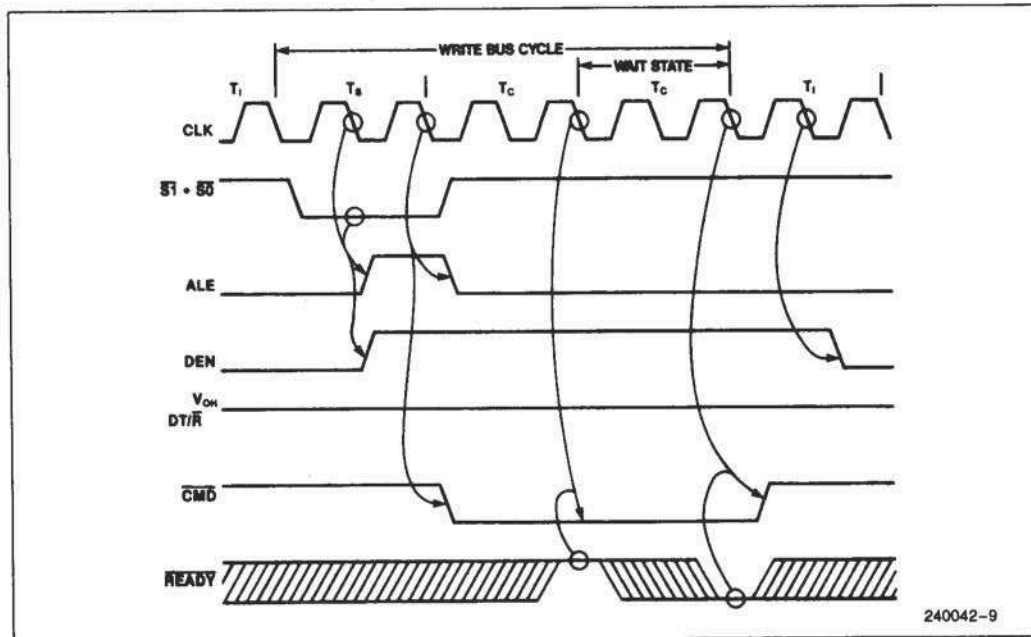 WRITE BUS CYCLE
WAIT STATE
TI TS TC TC TI
CLK
S1 • S0
ALE
DEN
VOH
DT/R
CMD
READY
240042-9